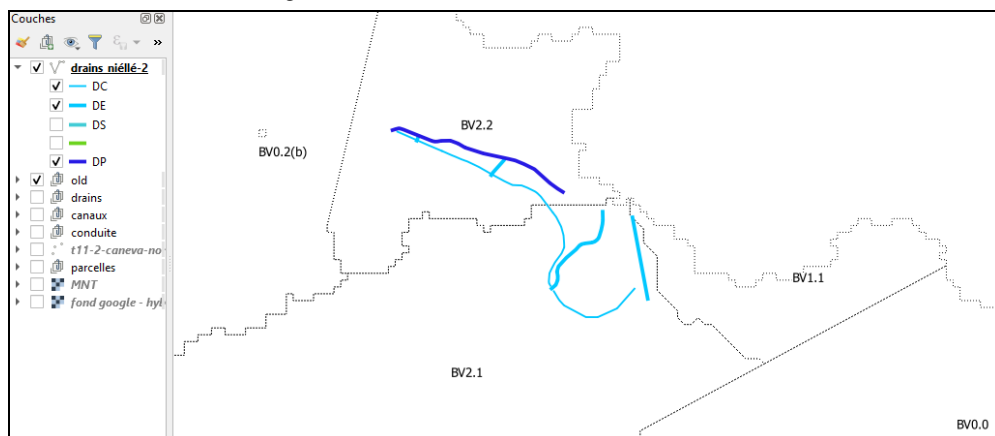 Couches
drains niéllé-2
DC
DE
DS
DP
old
drains
canaux
conduite
t11-2-caneva-no
parcelles
MNT
fond google - hyb
BV2.2
BV0.2(b)
BV1.1
BV2.1
BV0.0